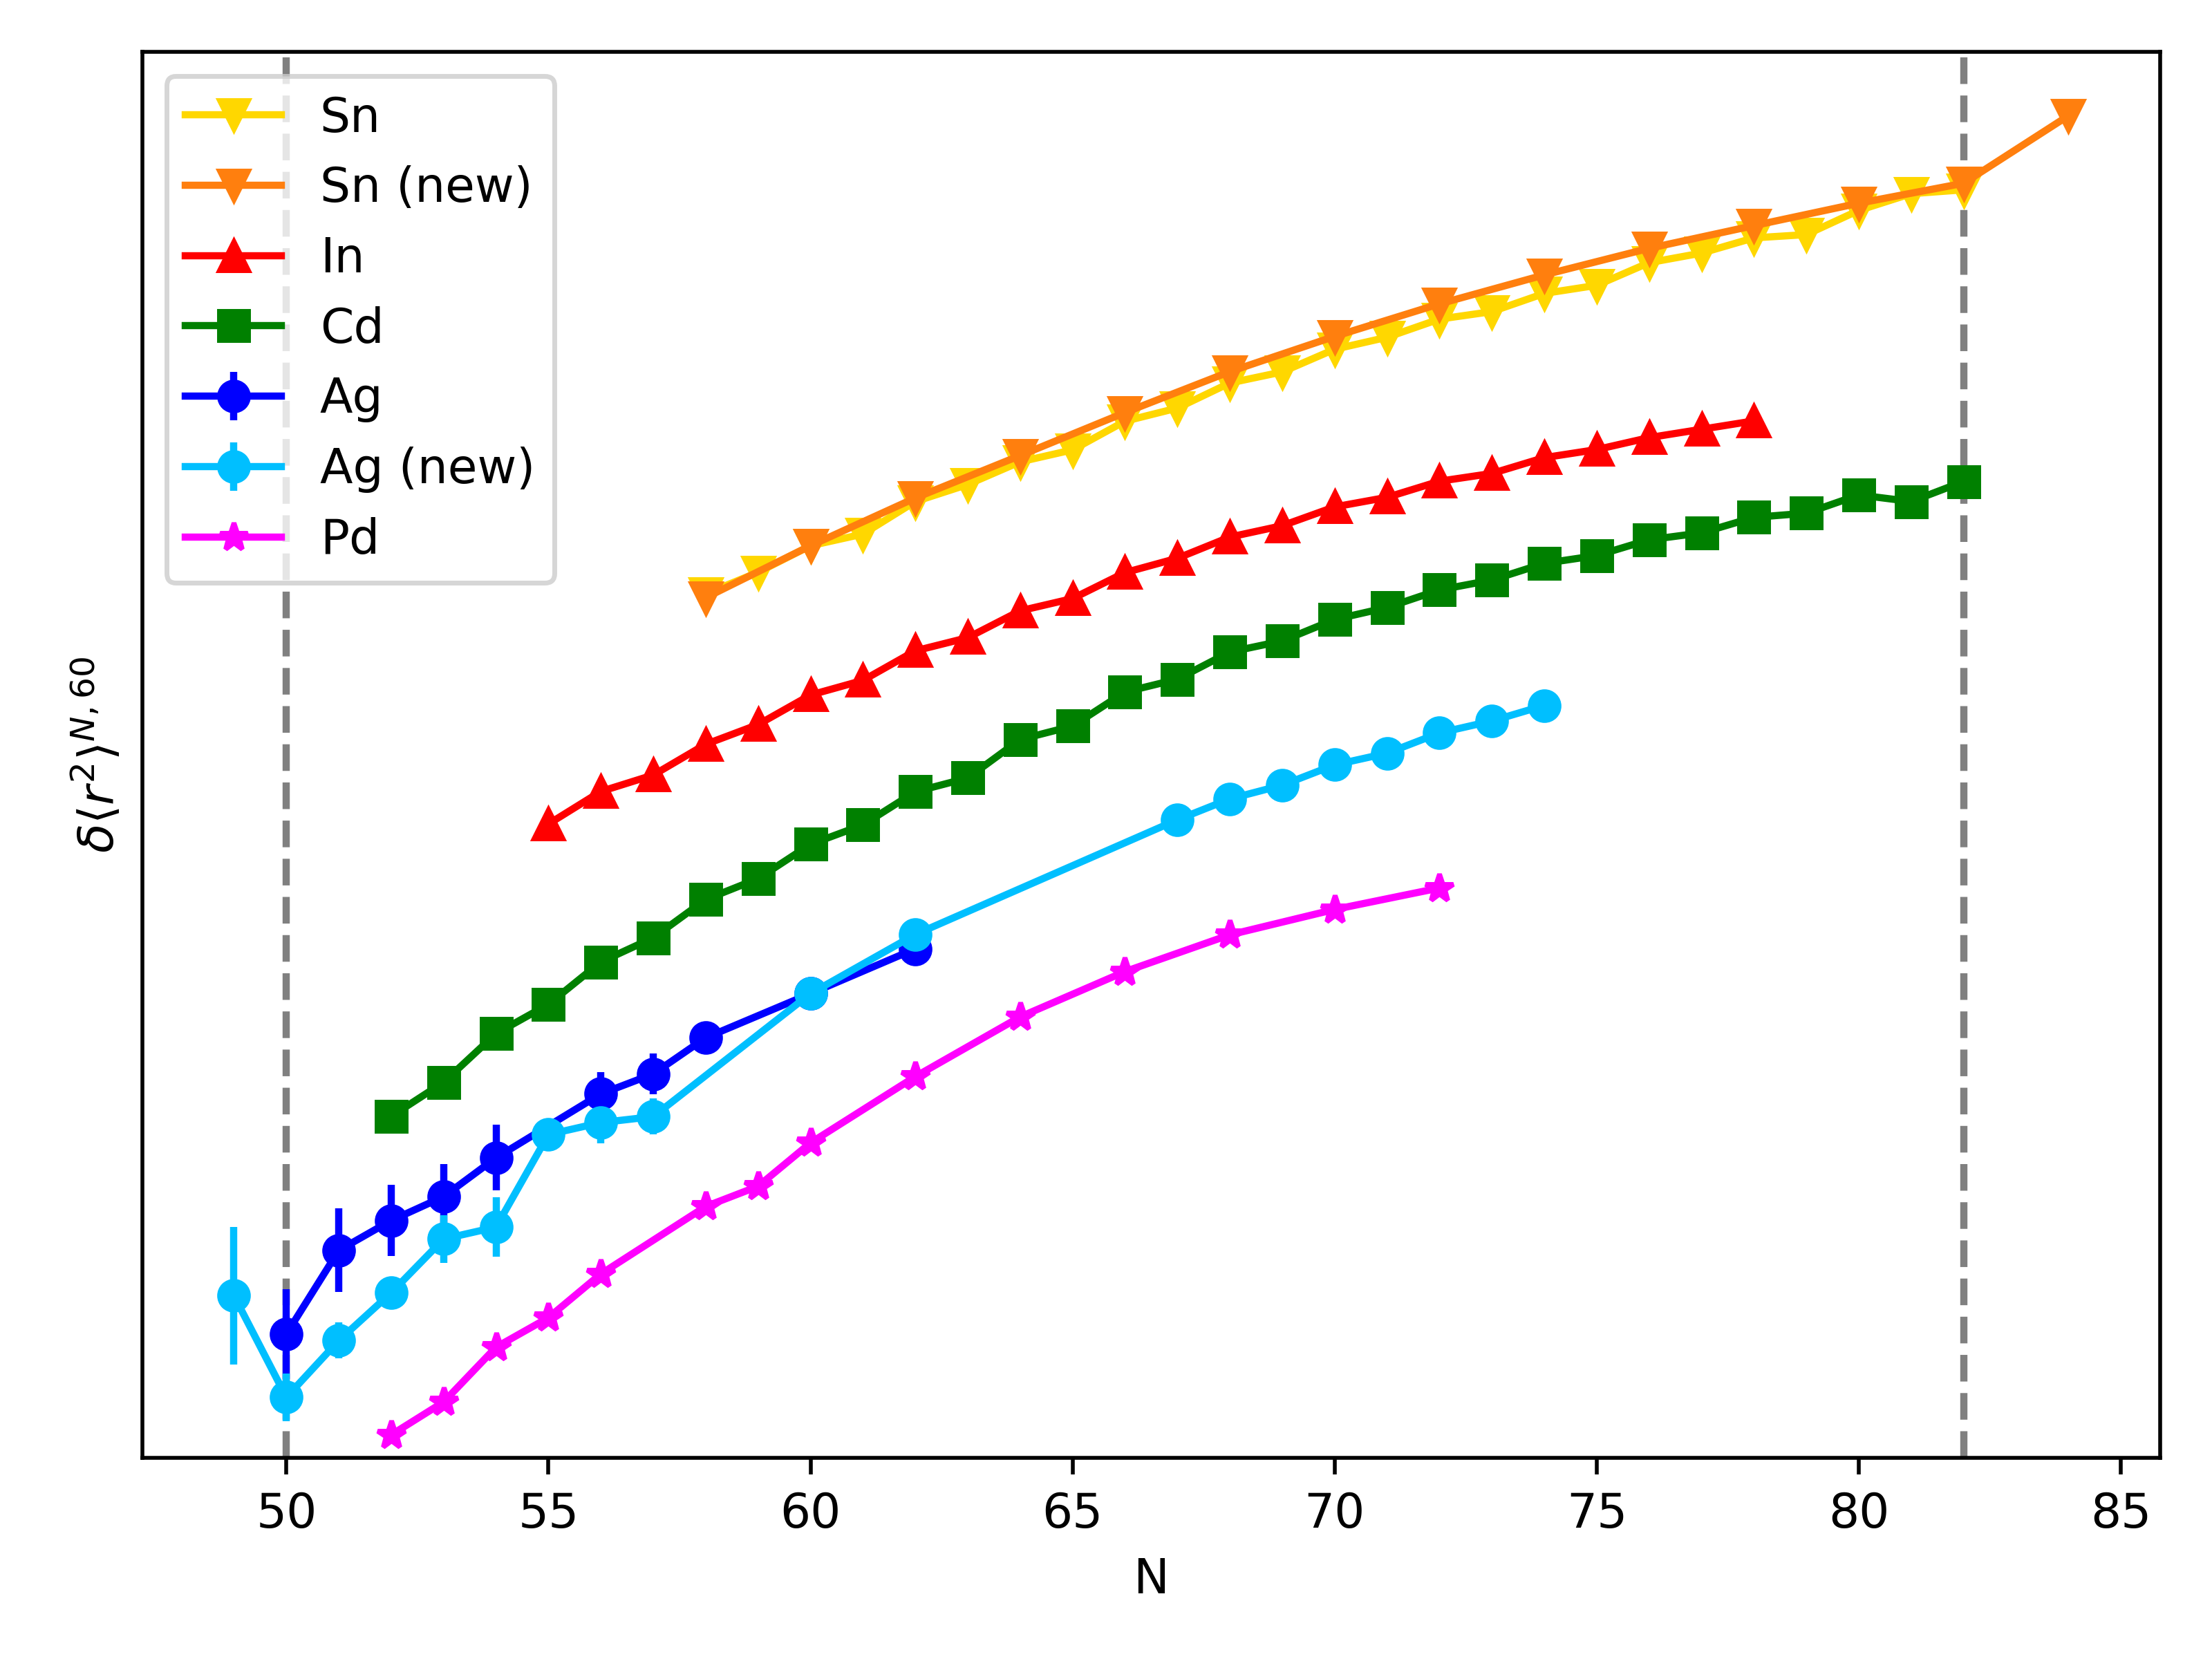 Sn
Sn (new)
In
Cd
Ag
Ag (new)
Pd
δ⟨r²⟩ᴺ,⁶⁰
50 55 60 65 70 75 80 85
N